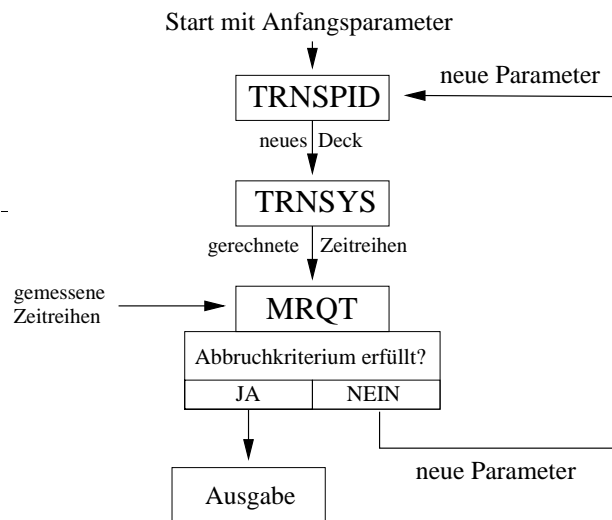 Start mit Anfangsparameter
neue Parameter
TRNSPID
neues Deck
TRNSYS
gerechnete Zeitreihen
gemessene
Zeitreihen
MRQT
Abbruchkriterium erfüllt?
JA NEIN
neue Parameter
Ausgabe